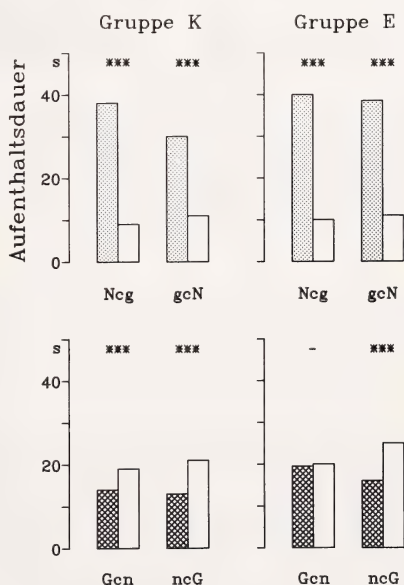 Gruppe K Gruppe E
Aufenthaltsdauer
s *** *** *** ***
40
20
0
Ncg gcN Ncg gcN
s *** *** - ***
40
20
0
Gcn ncG Gcn ncG